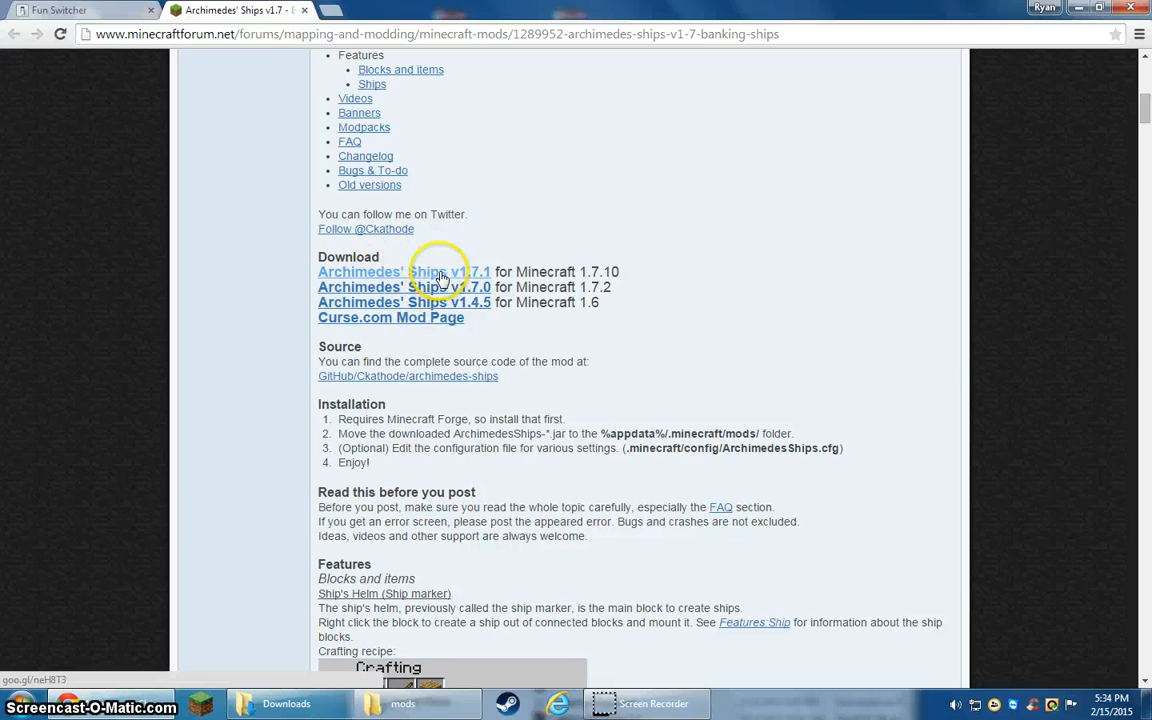 Fun Switcher
Archimedes' Ships v1.7 - E
Ryan
www.minecraftforum.net/forums/mapping-and-modding/minecraft-mods/1289952-archimedes-ships-v1-7-banking-ships
Features
Blocks and items
Ships
Videos
Banners
Modpacks
FAQ
Changelog
Bugs & To-do
Old versions
You can follow me on Twitter.
Follow @Ckathode
Download
Archimedes' Ships v1.7.1 for Minecraft 1.7.10
Archimedes' Ships v1.7.0 for Minecraft 1.7.2
Archimedes' Ships v1.4.5 for Minecraft 1.6
Curse.com Mod Page
Source
You can find the complete source code of the mod at:
GitHub/Ckathode/archimedes-ships
Installation
1. Requires Minecraft Forge, so install that first.
2. Move the downloaded ArchimedesShips-*.jar to the %appdata%/.minecraft/mods/ folder.
3. (Optional) Edit the configuration file for various settings. (.minecraft/config/ArchimedesShips.cfg)
4. Enjoy!
Read this before you post
Before you post, make sure you read the whole topic carefully, especially the FAQ section.
If you get an error screen, please post the appeared error. Bugs and crashes are not excluded.
Ideas, videos and other support are always welcome.
Features
Blocks and items
Ship's Helm (Ship marker)
The ship's helm, previously called the ship marker, is the main block to create ships.
Right click the block to create a ship out of connected blocks and mount it. See Features:Ship for information about the ship
blocks.
Crafting recipe:
Crafting
goo.gl/neH8T3
Downloads
mods
Screen Recorder
5:34 PM
2/15/2015
Screencast-O-Matic.com